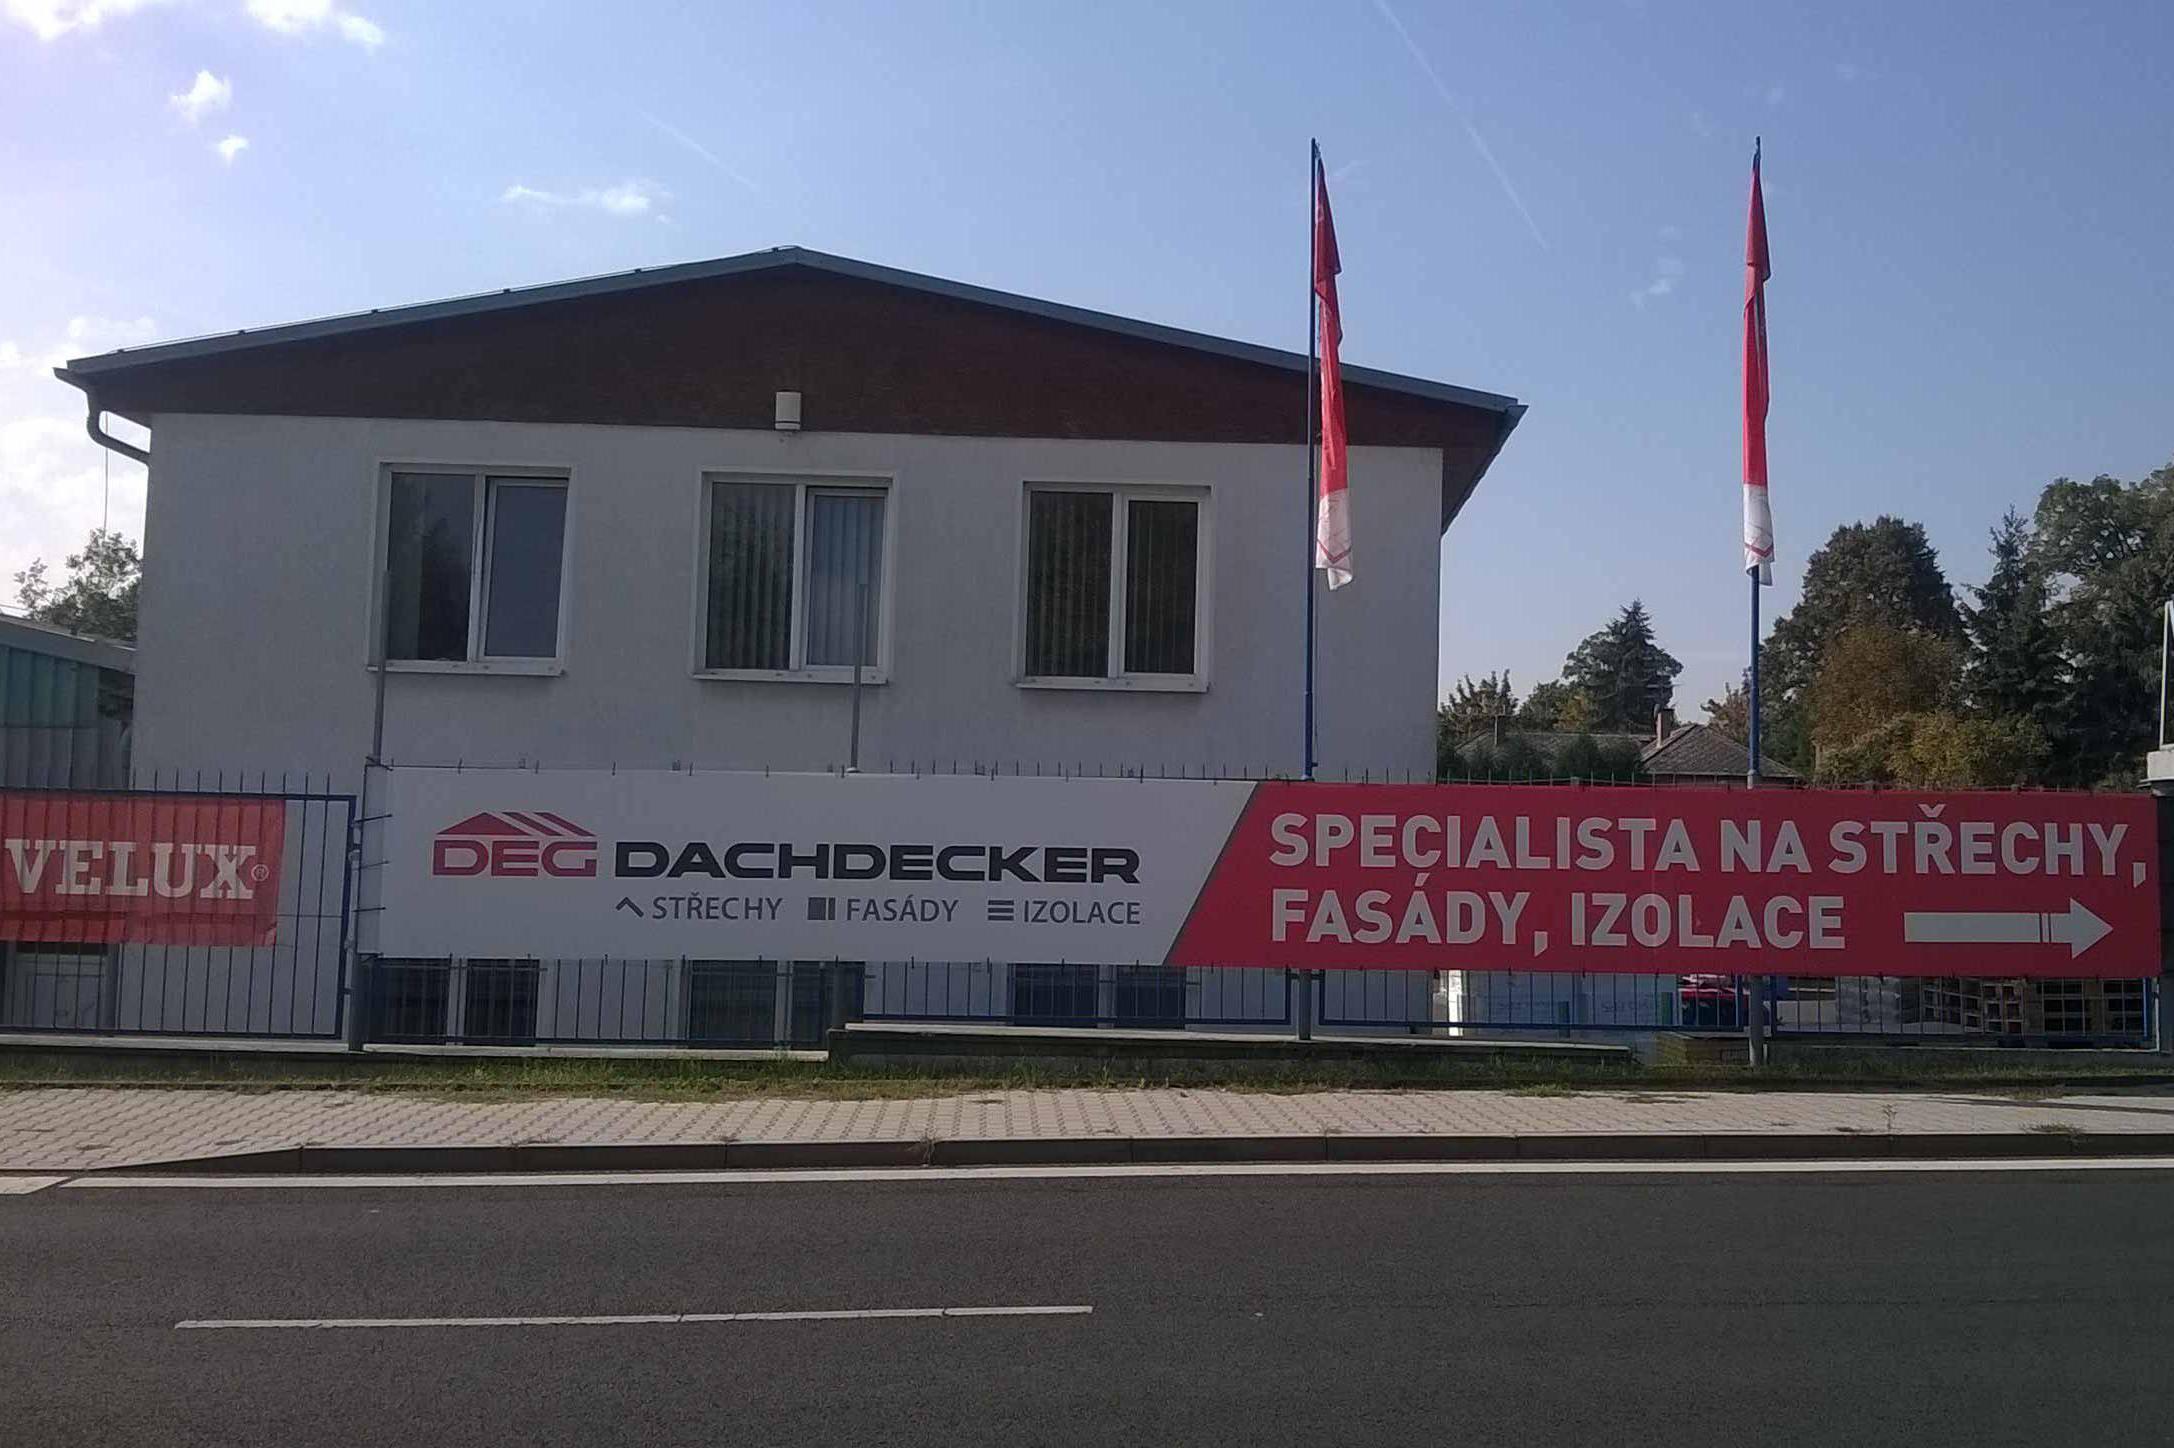 VELUX®
DEG DACHDECKER
STŘECHY FASÁDY IZOLACE
SPECIALISTA NA STŘECHY,
FASÁDY, IZOLACE